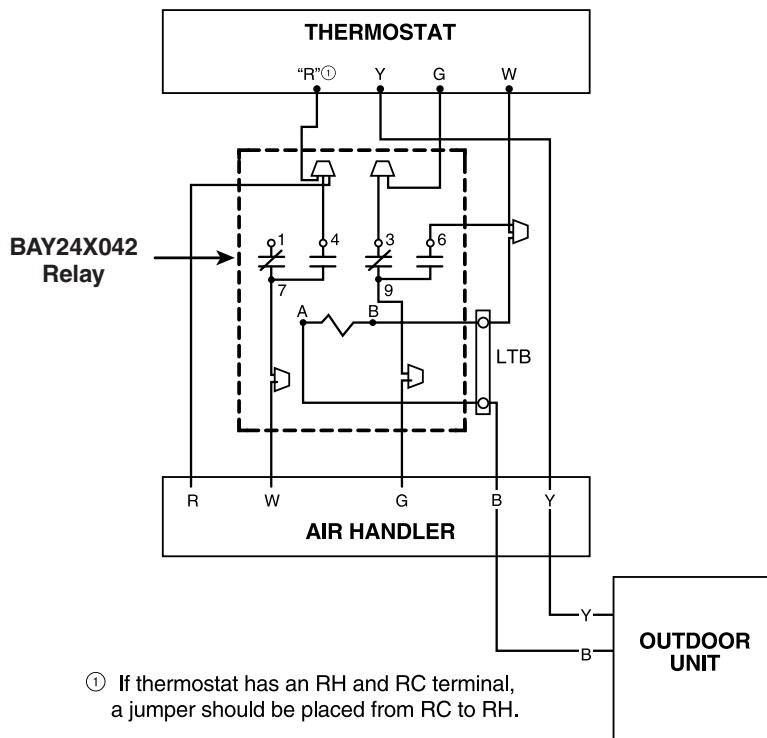 THERMOSTAT
"R"① Y G W
BAY24X042
Relay
1 4 3 6
7 9
A B
LTB
R W G B Y
AIR HANDLER
Y
B
OUTDOOR
UNIT
① If thermostat has an RH and RC terminal,
a jumper should be placed from RC to RH.